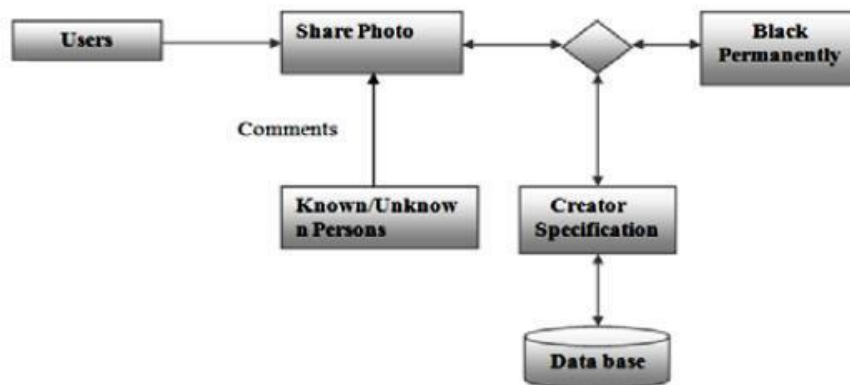 Users
Share Photo
Black
Permanently
Comments
Known/Unknow
n Persons
Creator
Specification
Data base